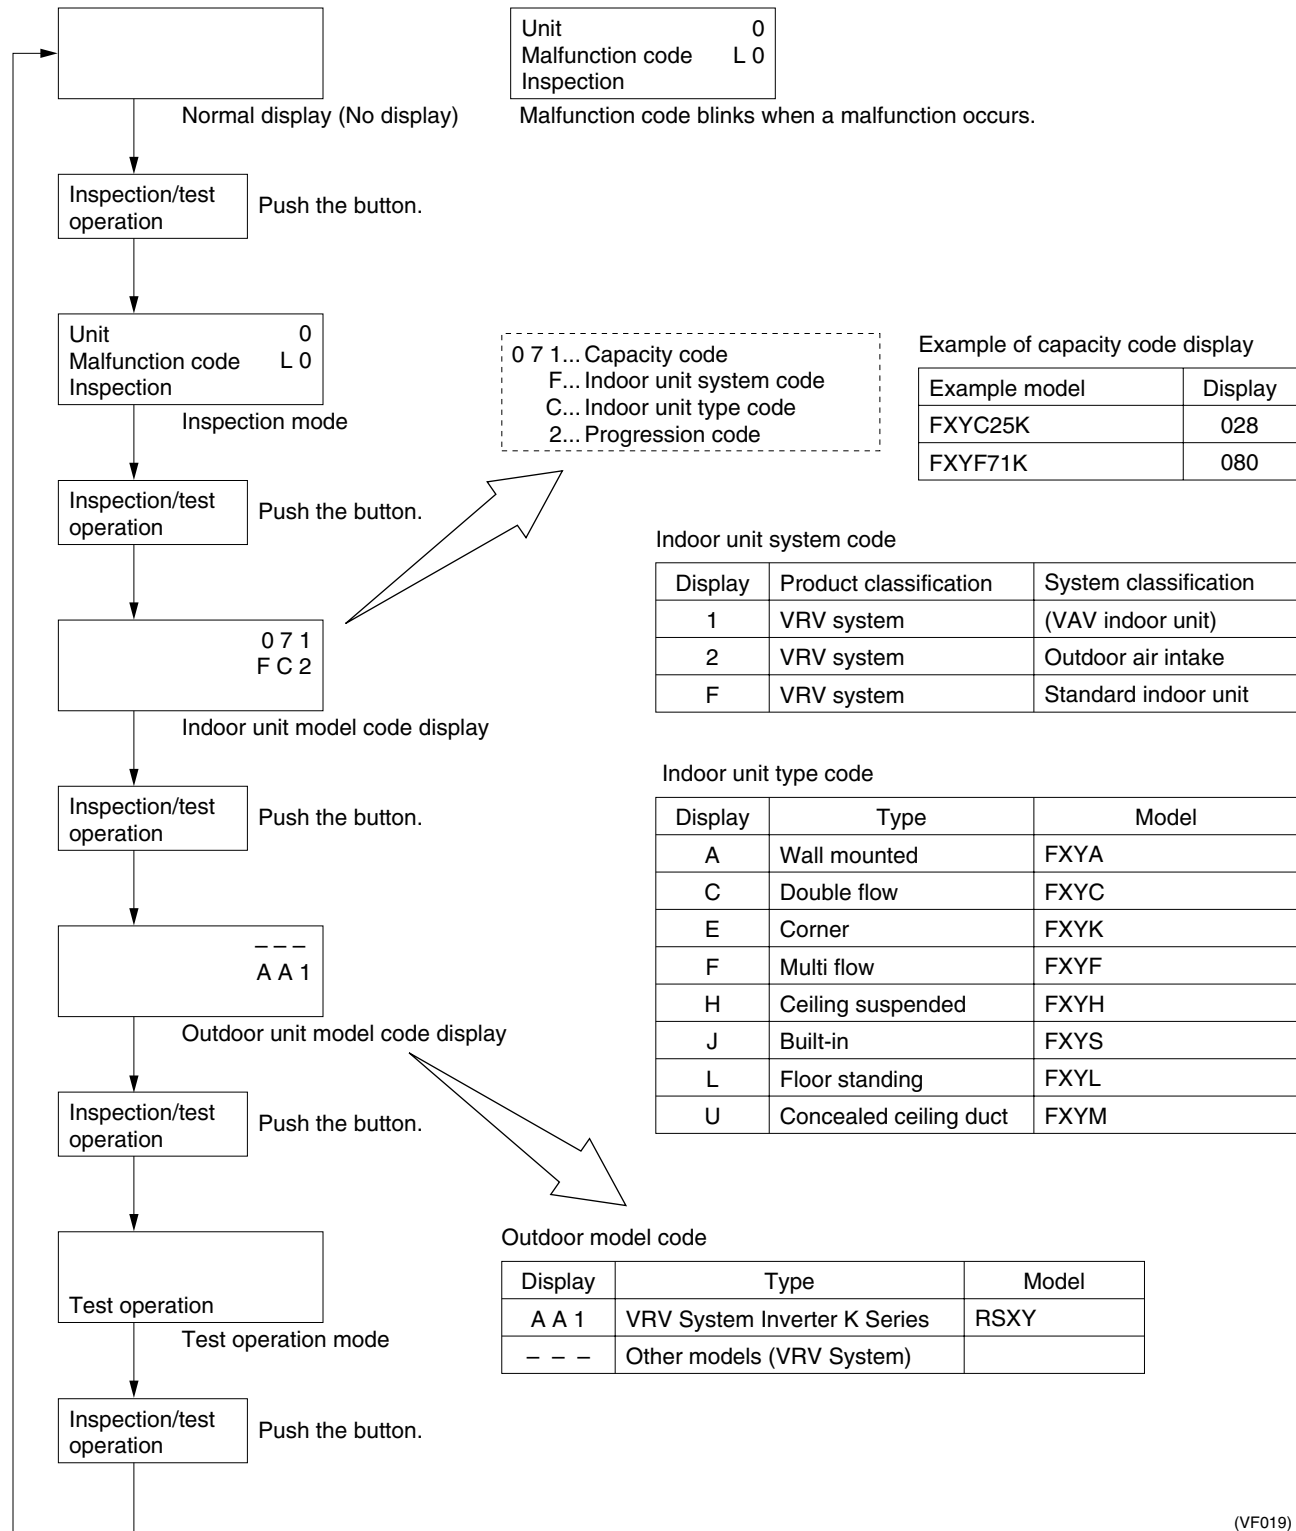 Unit 0
Malfunction code L 0
Inspection
Normal display (No display)
Malfunction code blinks when a malfunction occurs.
Inspection/test
operation
Push the button.
Unit 0
Malfunction code L 0
Inspection
Inspection mode
Inspection/test
operation
Push the button.
0 7 1... Capacity code
F... Indoor unit system code
C... Indoor unit type code
2... Progression code
Example of capacity code display
Example model Display
FXYC25K 028
FXYF71K 080
0 7 1
F C 2
Indoor unit model code display
Indoor unit system code
Display Product classification System classification
1 VRV system (VAV indoor unit)
2 VRV system Outdoor air intake
F VRV system Standard indoor unit
Inspection/test
operation
Push the button.
Indoor unit type code
Display Type Model
A Wall mounted FXYA
C Double flow FXYC
E Corner FXYK
F Multi flow FXYF
H Ceiling suspended FXYH
J Built-in FXYS
L Floor standing FXYL
U Concealed ceiling duct FXYM
– – –
A A 1
Outdoor unit model code display
Inspection/test
operation
Push the button.
Test operation
Test operation mode
Outdoor model code
Display Type Model
A A 1 VRV System Inverter K Series RSXY
– – – Other models (VRV System)
Inspection/test
operation
Push the button.
(VF019)